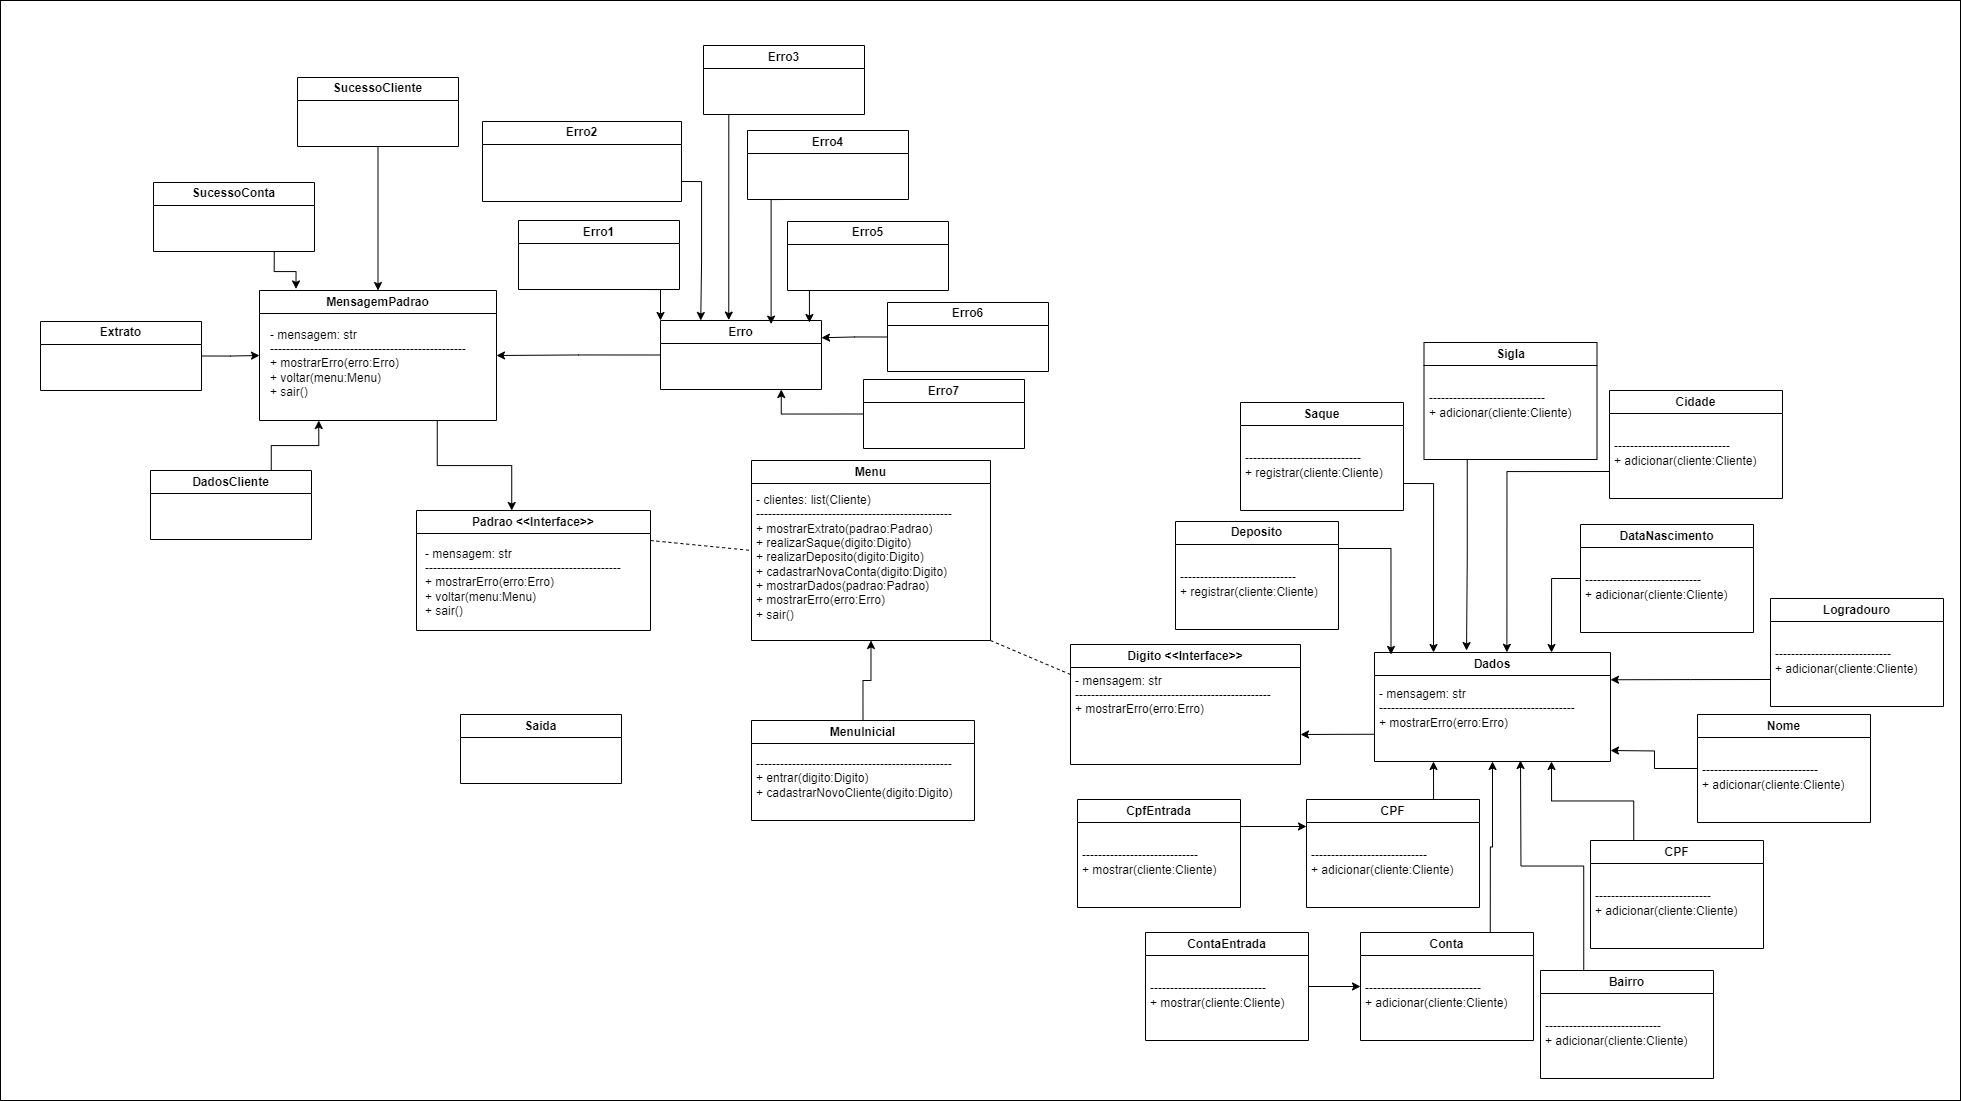 Erro3
SucessoCliente
Erro2
Erro4
SucessoConta
Erro1
Erro5
MensagemPadrao
- mensagem: str
-------------------------------------------------
+ mostrarErro(erro:Erro)
+ voltar(menu:Menu)
+ sair()
Extrato
Erro
Erro6
Erro7
DadosCliente
Padrao <<Interface>>
- mensagem: str
-------------------------------------------------
+ mostrarErro(erro:Erro)
+ voltar(menu:Menu)
+ sair()
Menu
- clientes: list(Cliente)
-------------------------------------------------
+ mostrarExtrato(padrao:Padrao)
+ realizarSaque(digito:Digito)
+ realizarDeposito(digito:Digito)
+ cadastrarNovaConta(digito:Digito)
+ mostrarDados(padrao:Padrao)
+ mostrarErro(erro:Erro)
+ sair()
Saida
MenuInicial
-------------------------------------------------
+ entrar(digito:Digito)
+ cadastrarNovoCliente(digito:Digito)
Sigla
-----------------------------
+ adicionar(cliente:Cliente)
Saque
-----------------------------
+ registrar(cliente:Cliente)
Cidade
-----------------------------
+ adicionar(cliente:Cliente)
Deposito
-----------------------------
+ registrar(cliente:Cliente)
DataNascimento
-----------------------------
+ adicionar(cliente:Cliente)
Logradouro
-----------------------------
+ adicionar(cliente:Cliente)
Digito <<Interface>>
- mensagem: str
-------------------------------------------------
+ mostrarErro(erro:Erro)
Dados
- mensagem: str
-------------------------------------------------
+ mostrarErro(erro:Erro)
Nome
-----------------------------
+ adicionar(cliente:Cliente)
CpfEntrada
-----------------------------
+ mostrar(cliente:Cliente)
CPF
-----------------------------
+ adicionar(cliente:Cliente)
CPF
-----------------------------
+ adicionar(cliente:Cliente)
ContaEntrada
-----------------------------
+ mostrar(cliente:Cliente)
Conta
-----------------------------
+ adicionar(cliente:Cliente)
Bairro
-----------------------------
+ adicionar(cliente:Cliente)